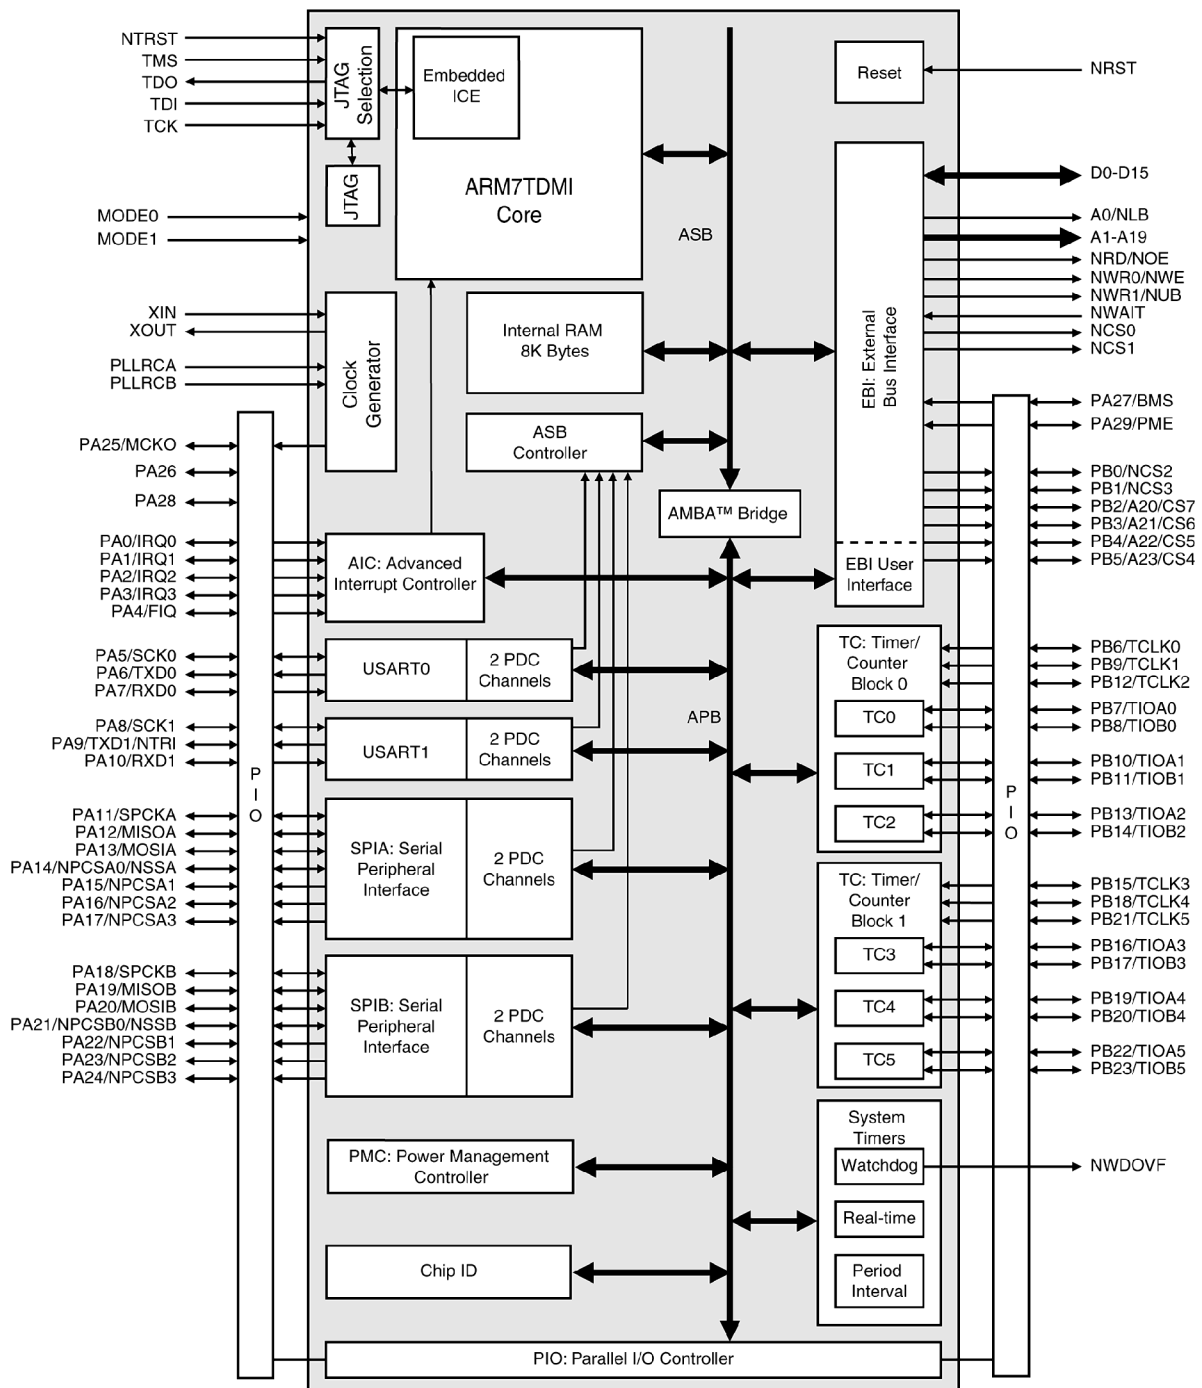 NTRST
TMS
TDO
TDI
TCK
MODE0
MODE1
XIN
XOUT
PLLRCA
PLLRCB
PA25/MCKO
PA26
PA28
PA0/IRQ0
PA1/IRQ1
PA2/IRQ2
PA3/IRQ3
PA4/FIQ
PA5/SCK0
PA6/TXD0
PA7/RXD0
PA8/SCK1
PA9/TXD1/NTRI
PA10/RXD1
PA11/SPCKA
PA12/MISOA
PA13/MOSIA
PA14/NPCSA0/NSSA
PA15/NPCSA1
PA16/NPCSA2
PA17/NPCSA3
PA18/SPCKB
PA19/MISOB
PA20/MOSIB
PA21/NPCSB0/NSSB
PA22/NPCSB1
PA23/NPCSB2
PA24/NPCSB3
PIO
JTAG
Selection
JTAG
Embedded
ICE
ARM7TDMI
Core
Clock
Generator
Internal RAM
8K Bytes
ASB
Controller
AIC: Advanced
Interrupt Controller
USART0
2 PDC
Channels
USART1
2 PDC
Channels
SPIA: Serial
Peripheral
Interface
2 PDC
Channels
SPIB: Serial
Peripheral
Interface
2 PDC
Channels
PMC: Power Management
Controller
Chip ID
PIO: Parallel I/O Controller
ASB
AMBA™ Bridge
APB
Reset
EBI: External
Bus Interface
EBI User
Interface
TC: Timer/
Counter
Block 0
TC0
TC1
TC2
TC: Timer/
Counter
Block 1
TC3
TC4
TC5
System
Timers
Watchdog
Real-time
Period
Interval
PIO
NRST
D0-D15
A0/NLB
A1-A19
NRD/NOE
NWR0/NWE
NWR1/NUB
NWAIT
NCS0
NCS1
PA27/BMS
PA29/PME
PB0/NCS2
PB1/NCS3
PB2/A20/CS7
PB3/A21/CS6
PB4/A22/CS5
PB5/A23/CS4
PB6/TCLK0
PB9/TCLK1
PB12/TCLK2
PB7/TIOA0
PB8/TIOB0
PB10/TIOA1
PB11/TIOB1
PB13/TIOA2
PB14/TIOB2
PB15/TCLK3
PB18/TCLK4
PB21/TCLK5
PB16/TIOA3
PB17/TIOB3
PB19/TIOA4
PB20/TIOB4
PB22/TIOA5
PB23/TIOB5
NWDOVF